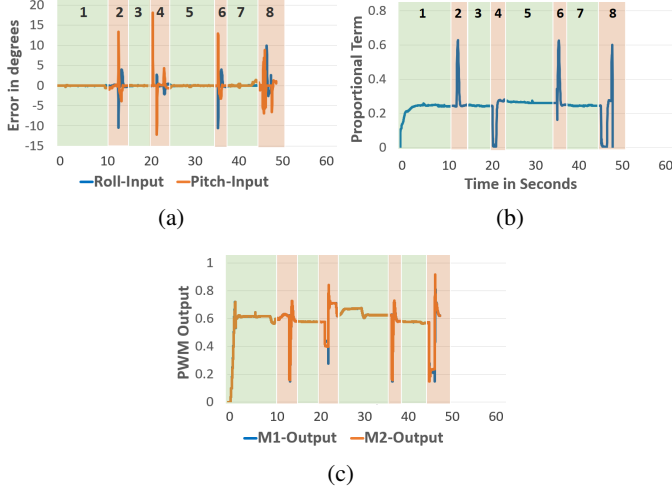 Error in degrees
20
15
10
5
0
-5
-10
-15
1 2 3 4 5 6 7 8
0 10 20 30 40 50 60
Roll-Input Pitch-Input
(a)
Proportional Term
0.8
0.6
0.4
0.2
0
1 2 3 4 5 6 7 8
0 10 20 30 40 50 60
Time in Seconds
(b)
PWM Output
1
0.8
0.6
0.4
0.2
0
0 10 20 30 40 50 60
M1-Output M2-Output
(c)